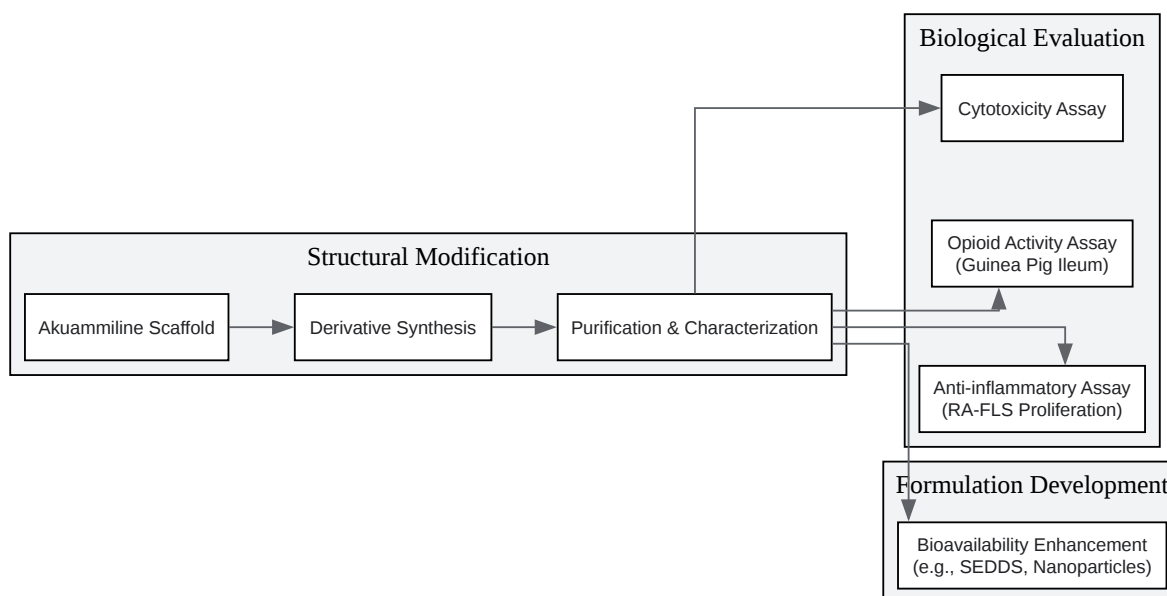 Biological Evaluation
Cytotoxicity Assay
Opioid Activity Assay
(Guinea Pig Ileum)
Structural Modification
Akuammiline Scaffold
Derivative Synthesis
Purification & Characterization
Anti-inflammatory Assay
(RA-FLS Proliferation)
Formulation Development
Bioavailability Enhancement
(e.g., SEDDS, Nanoparticles)